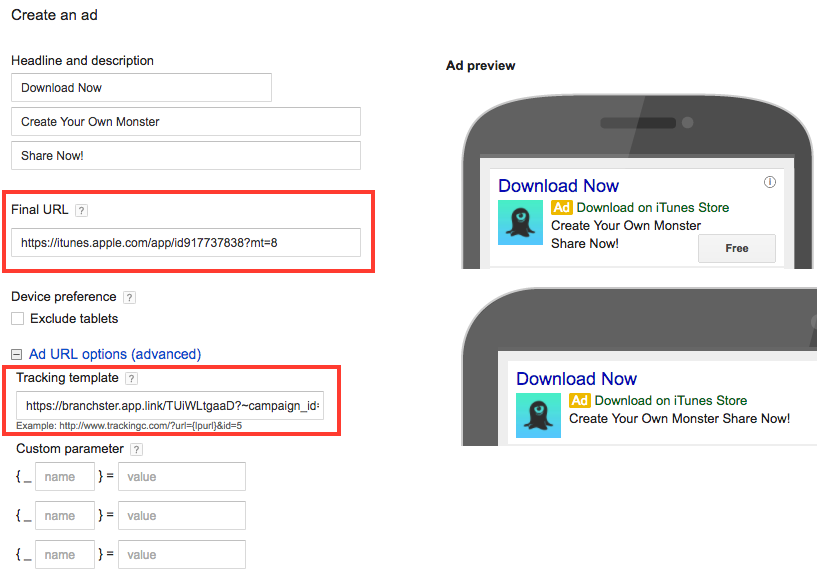 Create an ad
Headline and description
Download Now
Create Your Own Monster
Share Now!
Final URL ?
https://itunes.apple.com/app/id917737838?mt=8
Device preference ?
Exclude tablets
Ad URL options (advanced)
Tracking template ?
https://branchster.app.link/TUiWLtgaaD?~campaign_id=
Example: http://www.trackingc.com/?url={lpurl}&id=5
Custom parameter ?
{ _ name } = value
{ _ name } = value
{ _ name } = value
Ad preview
Download Now
Ad Download on iTunes Store
Create Your Own Monster
Share Now!
Free
Download Now
Ad Download on iTunes Store
Create Your Own Monster Share Now!